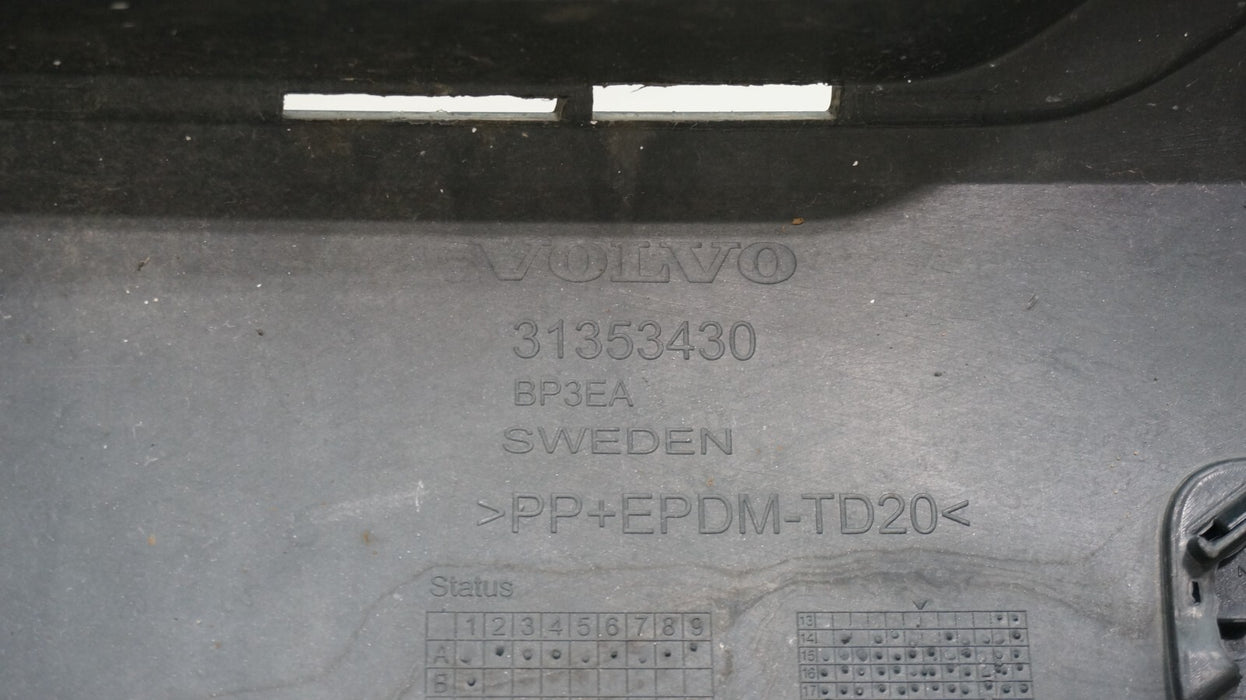 VOLVO
31353430
BP3EA
SWEDEN
>PP+EPDM-TD20<
Status
1 2 3 4 5 6 7 8 9
A
B
13
14
15
16
17